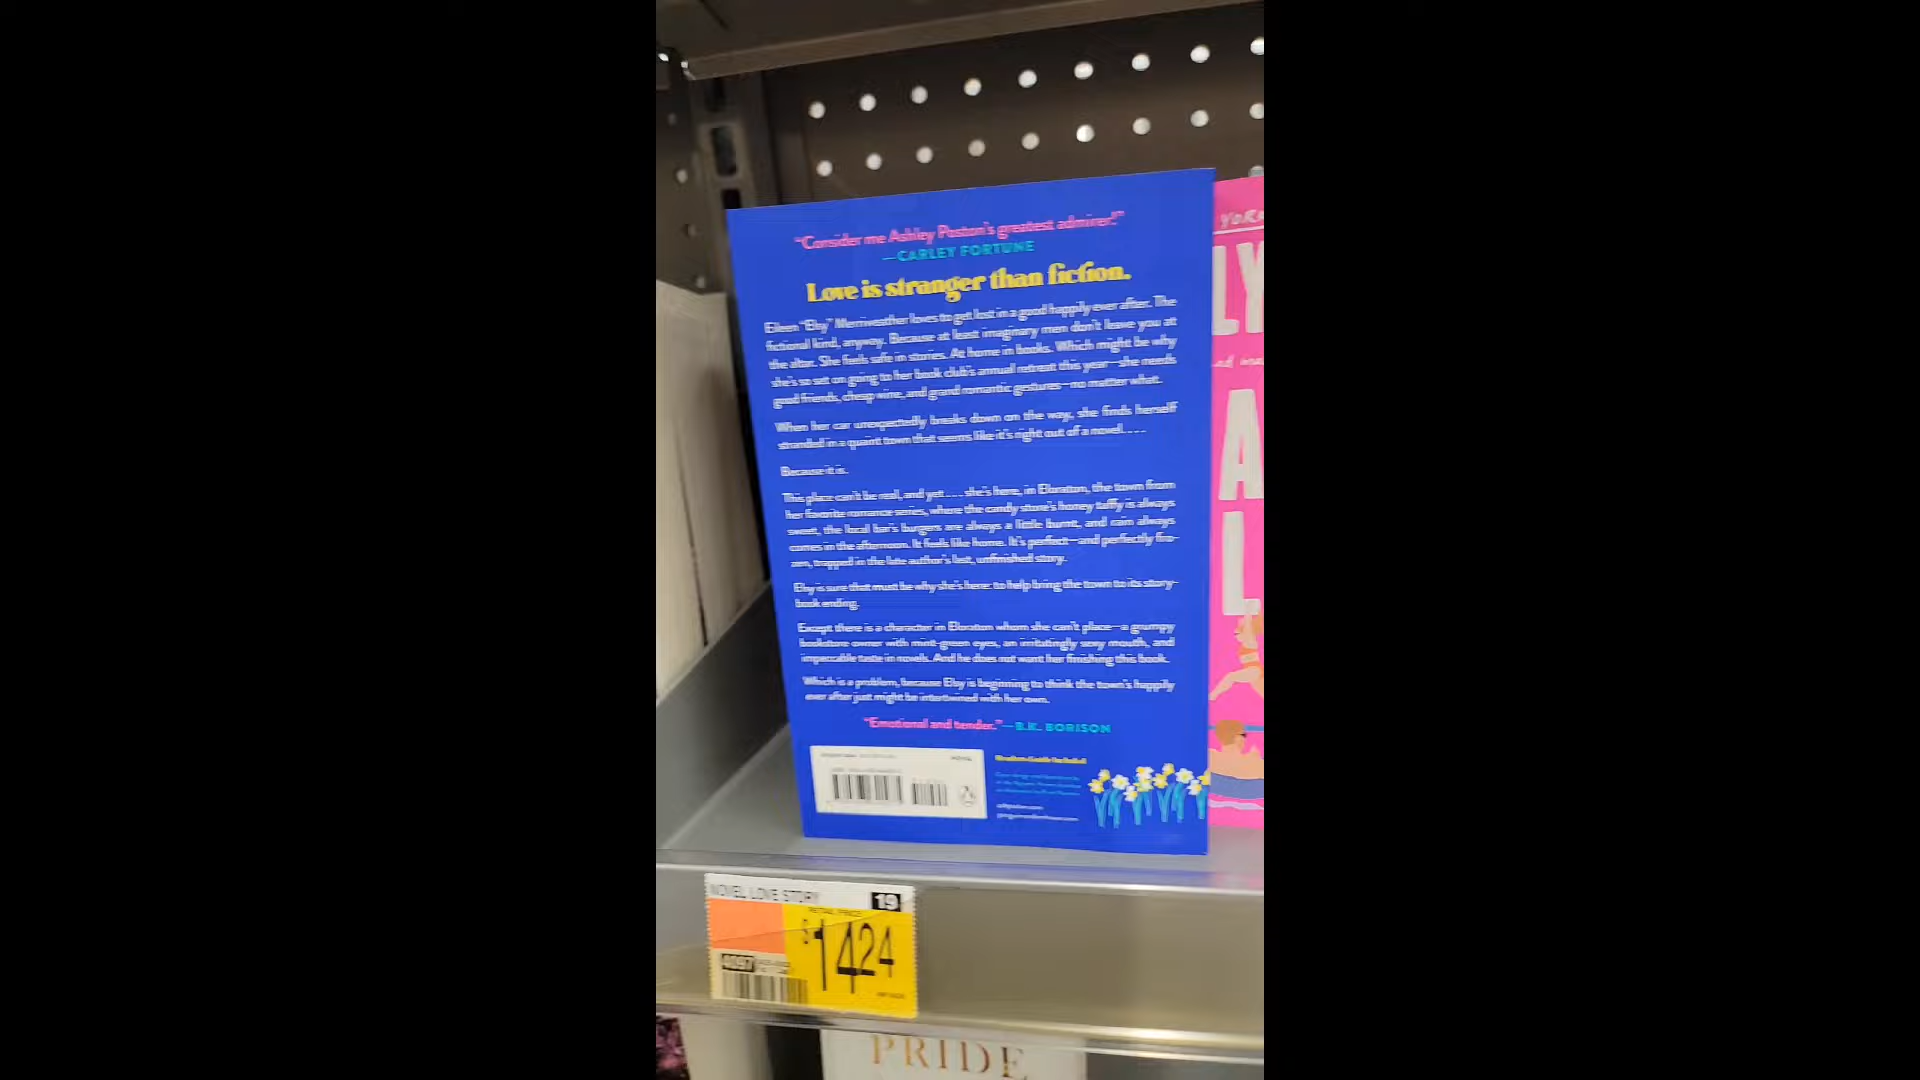 "Consider me Ashley Poston's greatest admirer!"
—CARLEY FORTUNE
Love is stranger than fiction.
Eileen "Elsy" Merriweather loves to get lost in a good happily ever after. The
fictional kind, anyway. Because at least imaginary men don't leave you at
the altar. She feels safe in stories. At home in books. Which might be why
she's so set on going to her book club's annual retreat this year—she needs
good friends, cheap wine, and grand romantic gestures—no matter what.
When her car unexpectedly breaks down on the way, she finds herself
stranded in a quaint town that seems like it's right out of a novel....
Because it is.
This place can't be real, and yet.... she's here, in Eloraton, the town from
her favorite romance series, where the candy store's honey taffy is always
sweet, the local bar's burgers are always a little burnt, and rain always
comes in the afternoon. It feels like home. It's perfect—and perfectly fro-
zen, trapped in the late author's last, unfinished story.
Elsy is sure that must be why she's here: to help bring the town to its story-
book ending.
Except there is a character in Eloraton whom she can't place—a grumpy
bookstore owner with mint-green eyes, an irritatingly sexy mouth, and
impeccable taste in novels. And he does not want her finishing this book.
Which is a problem, because Elsy is beginning to think the town's happily
ever after just might be intertwined with her own.
"Emotional and tender."—B.K. BORISON
Readers Guide Included
YORK
LY
A
L
NOVEL LOVE STORY
19
RETAIL PRICE
$1424
PRIDE